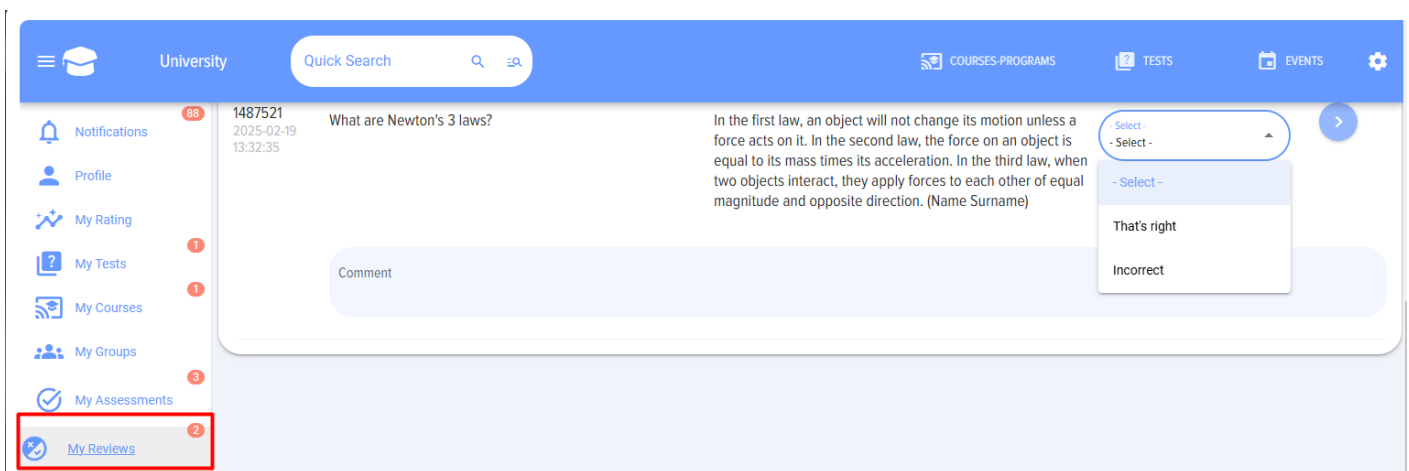 University
Quick Search
COURSES-PROGRAMS
TESTS
EVENTS
88
Notifications
Profile
My Rating
1
My Tests
1
My Courses
My Groups
3
My Assessments
2
My Reviews
1487521
2025-02-19
13:32:35
What are Newton's 3 laws?
In the first law, an object will not change its motion unless a
force acts on it. In the second law, the force on an object is
equal to its mass times its acceleration. In the third law, when
two objects interact, they apply forces to each other of equal
magnitude and opposite direction. (Name Surname)
- Select -
- Select -
- Select -
That's right
Incorrect
Comment